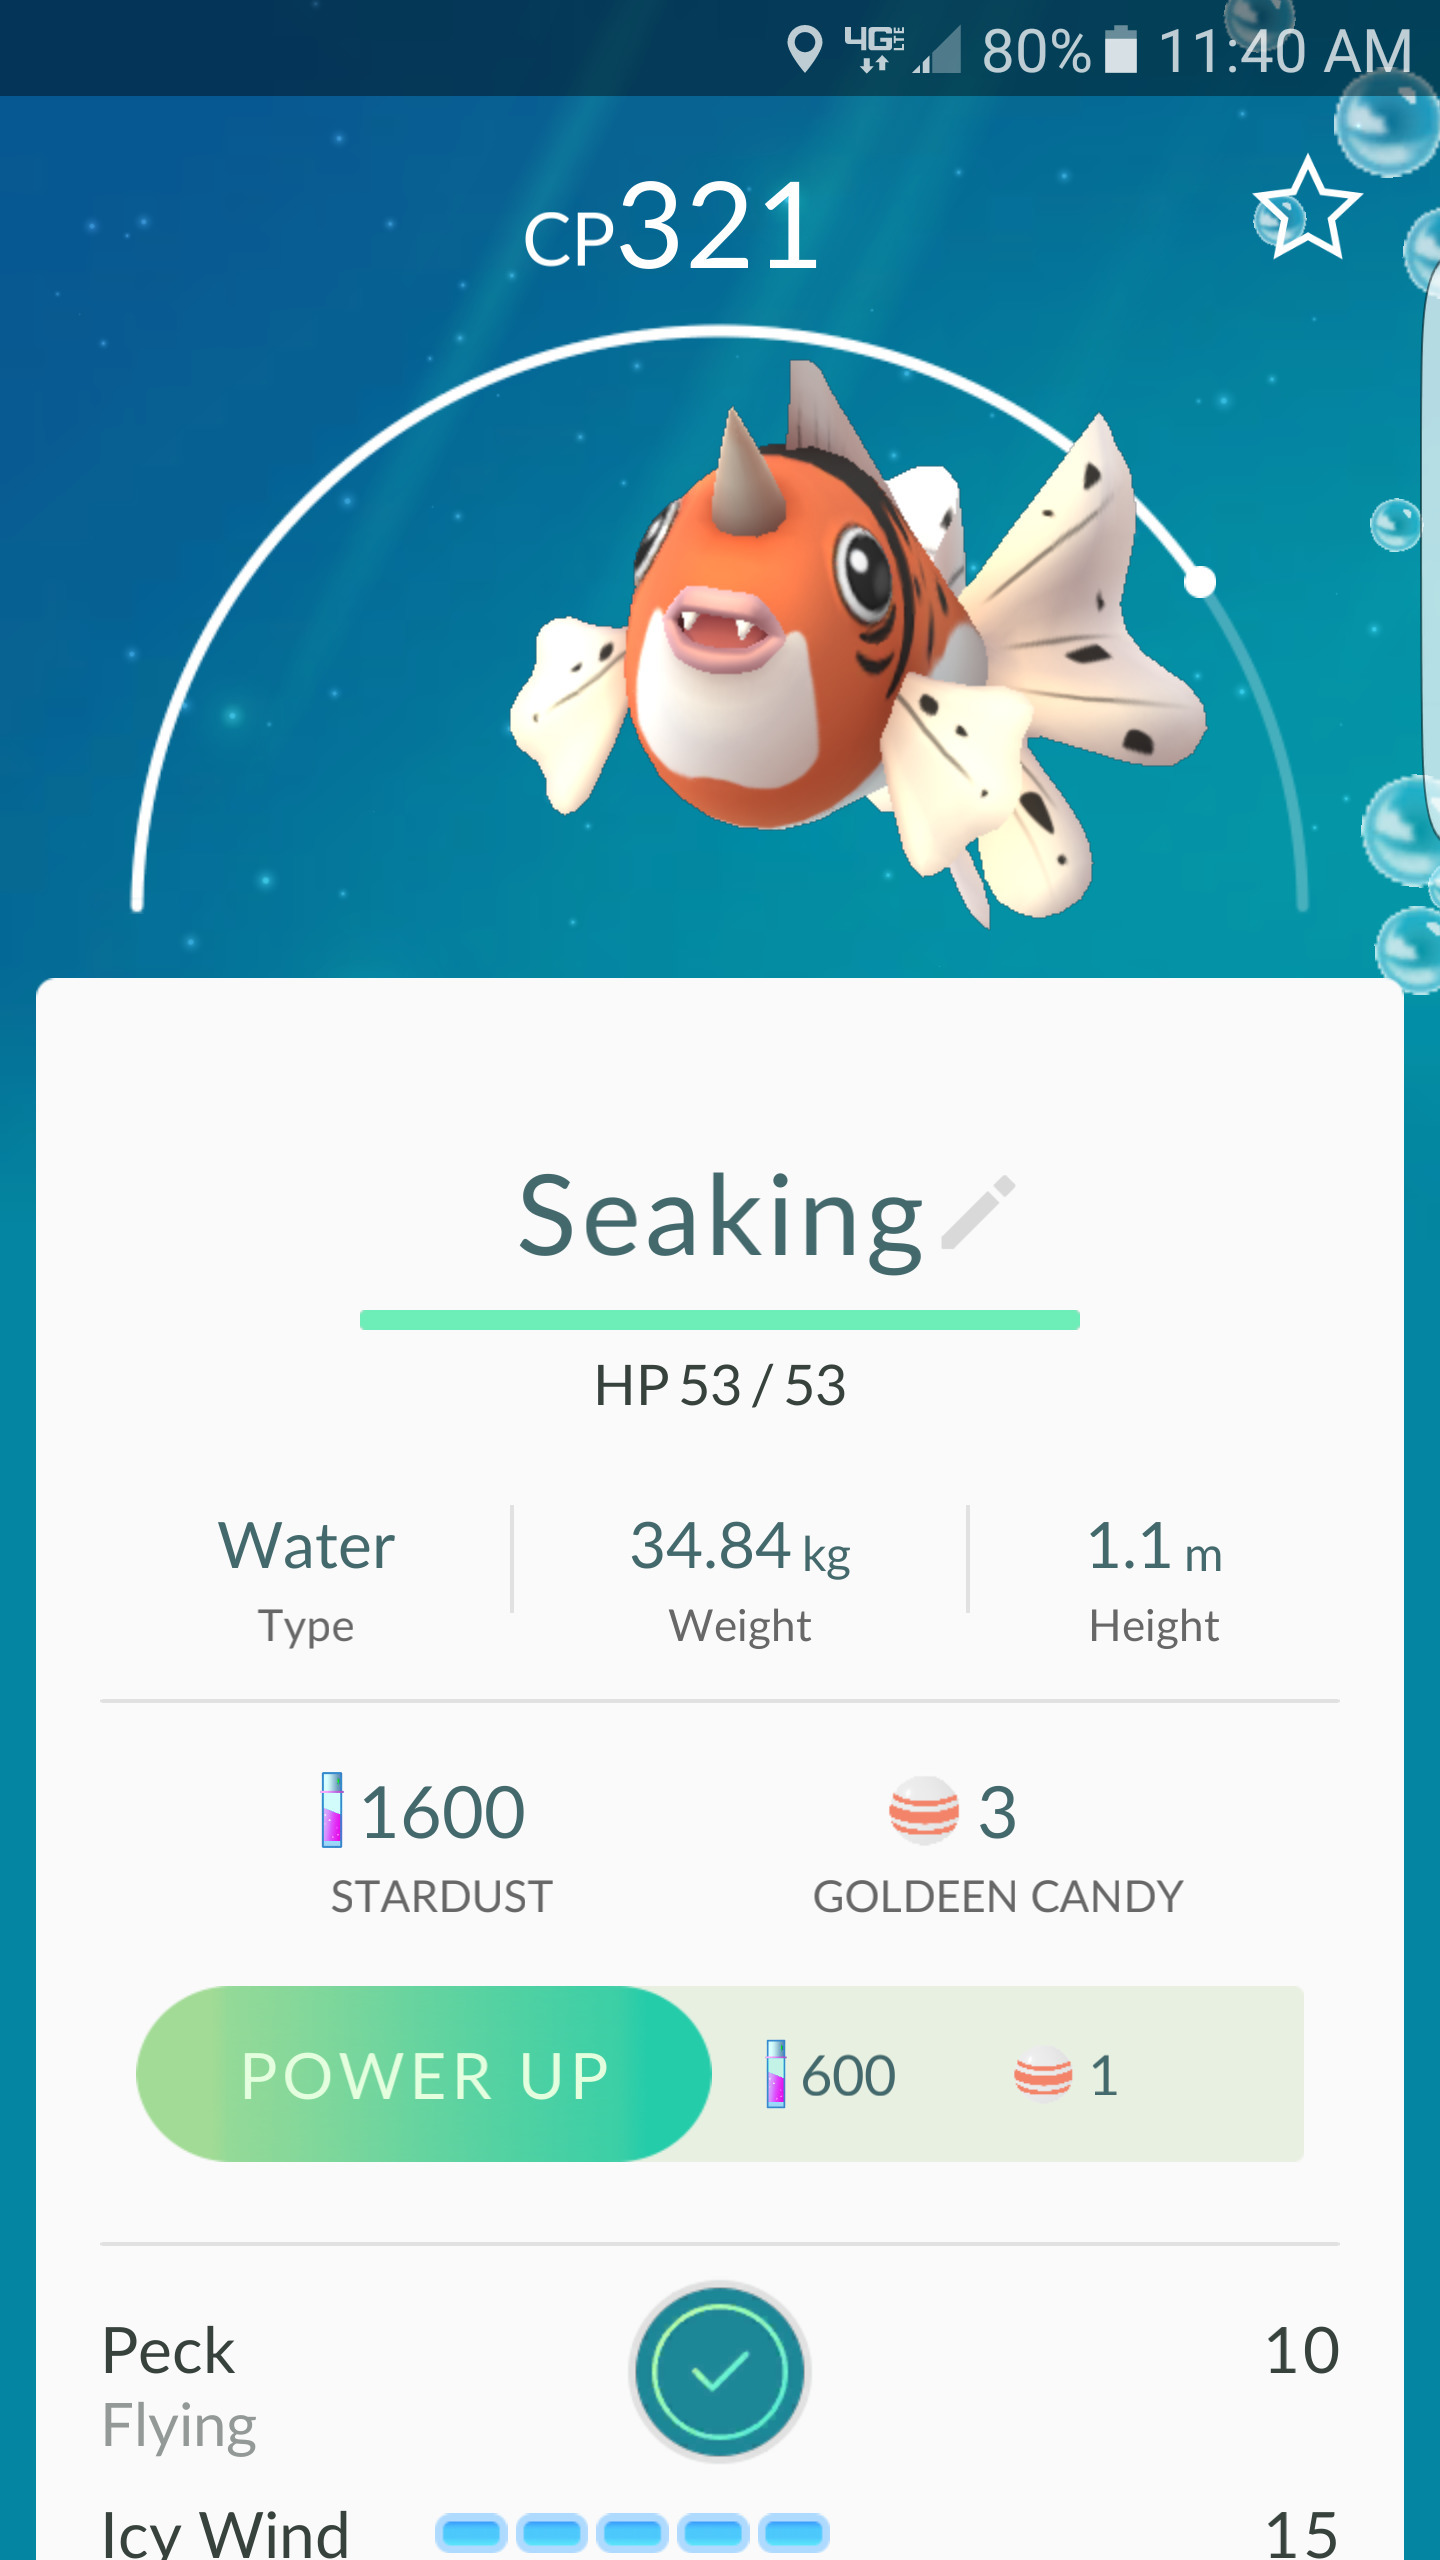 4G LTE 80% 11:40 AM
CP321
Seaking
HP 53 / 53
Water 34.84 kg 1.1 m
Type Weight Height
1600 3
STARDUST GOLDEEN CANDY
POWER UP 600 1
Peck 10
Flying
Icy Wind 15